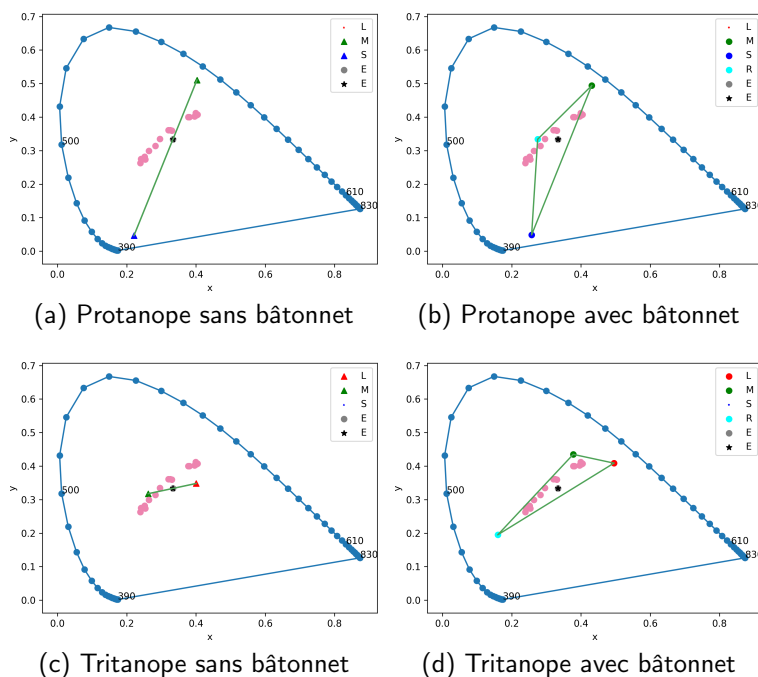 0.7
0.6
0.5
0.4
0.3
0.2
0.1
0.0
y
0.0 0.2 0.4 0.6 0.8
x
500
390
610
830
L
M
S
E
E
(a) Protanope sans bâtonnet
0.7
0.6
0.5
0.4
0.3
0.2
0.1
0.0
y
0.0 0.2 0.4 0.6 0.8
x
500
390
610
830
L
M
S
R
E
E
(b) Protanope avec bâtonnet
0.7
0.6
0.5
0.4
0.3
0.2
0.1
0.0
y
0.0 0.2 0.4 0.6 0.8
x
500
390
610
830
L
M
S
E
E
(c) Tritanope sans bâtonnet
0.7
0.6
0.5
0.4
0.3
0.2
0.1
0.0
y
0.0 0.2 0.4 0.6 0.8
x
500
390
610
830
L
M
S
R
E
E
(d) Tritanope avec bâtonnet